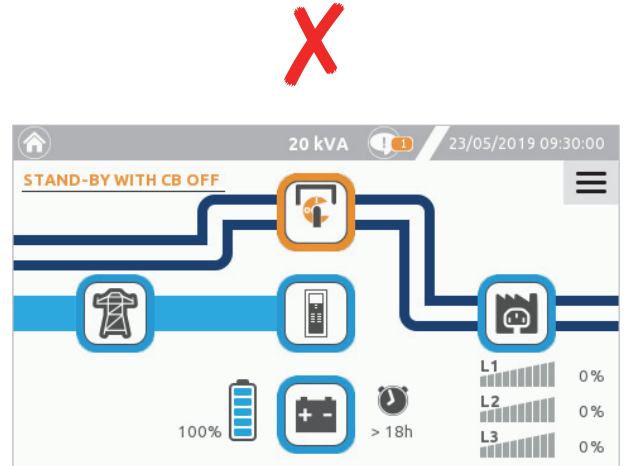 20 kVA 1 23/05/2019 09:30:00
STAND-BY WITH CB OFF
L1 0%
L2 0%
100% > 18h
L3 0%